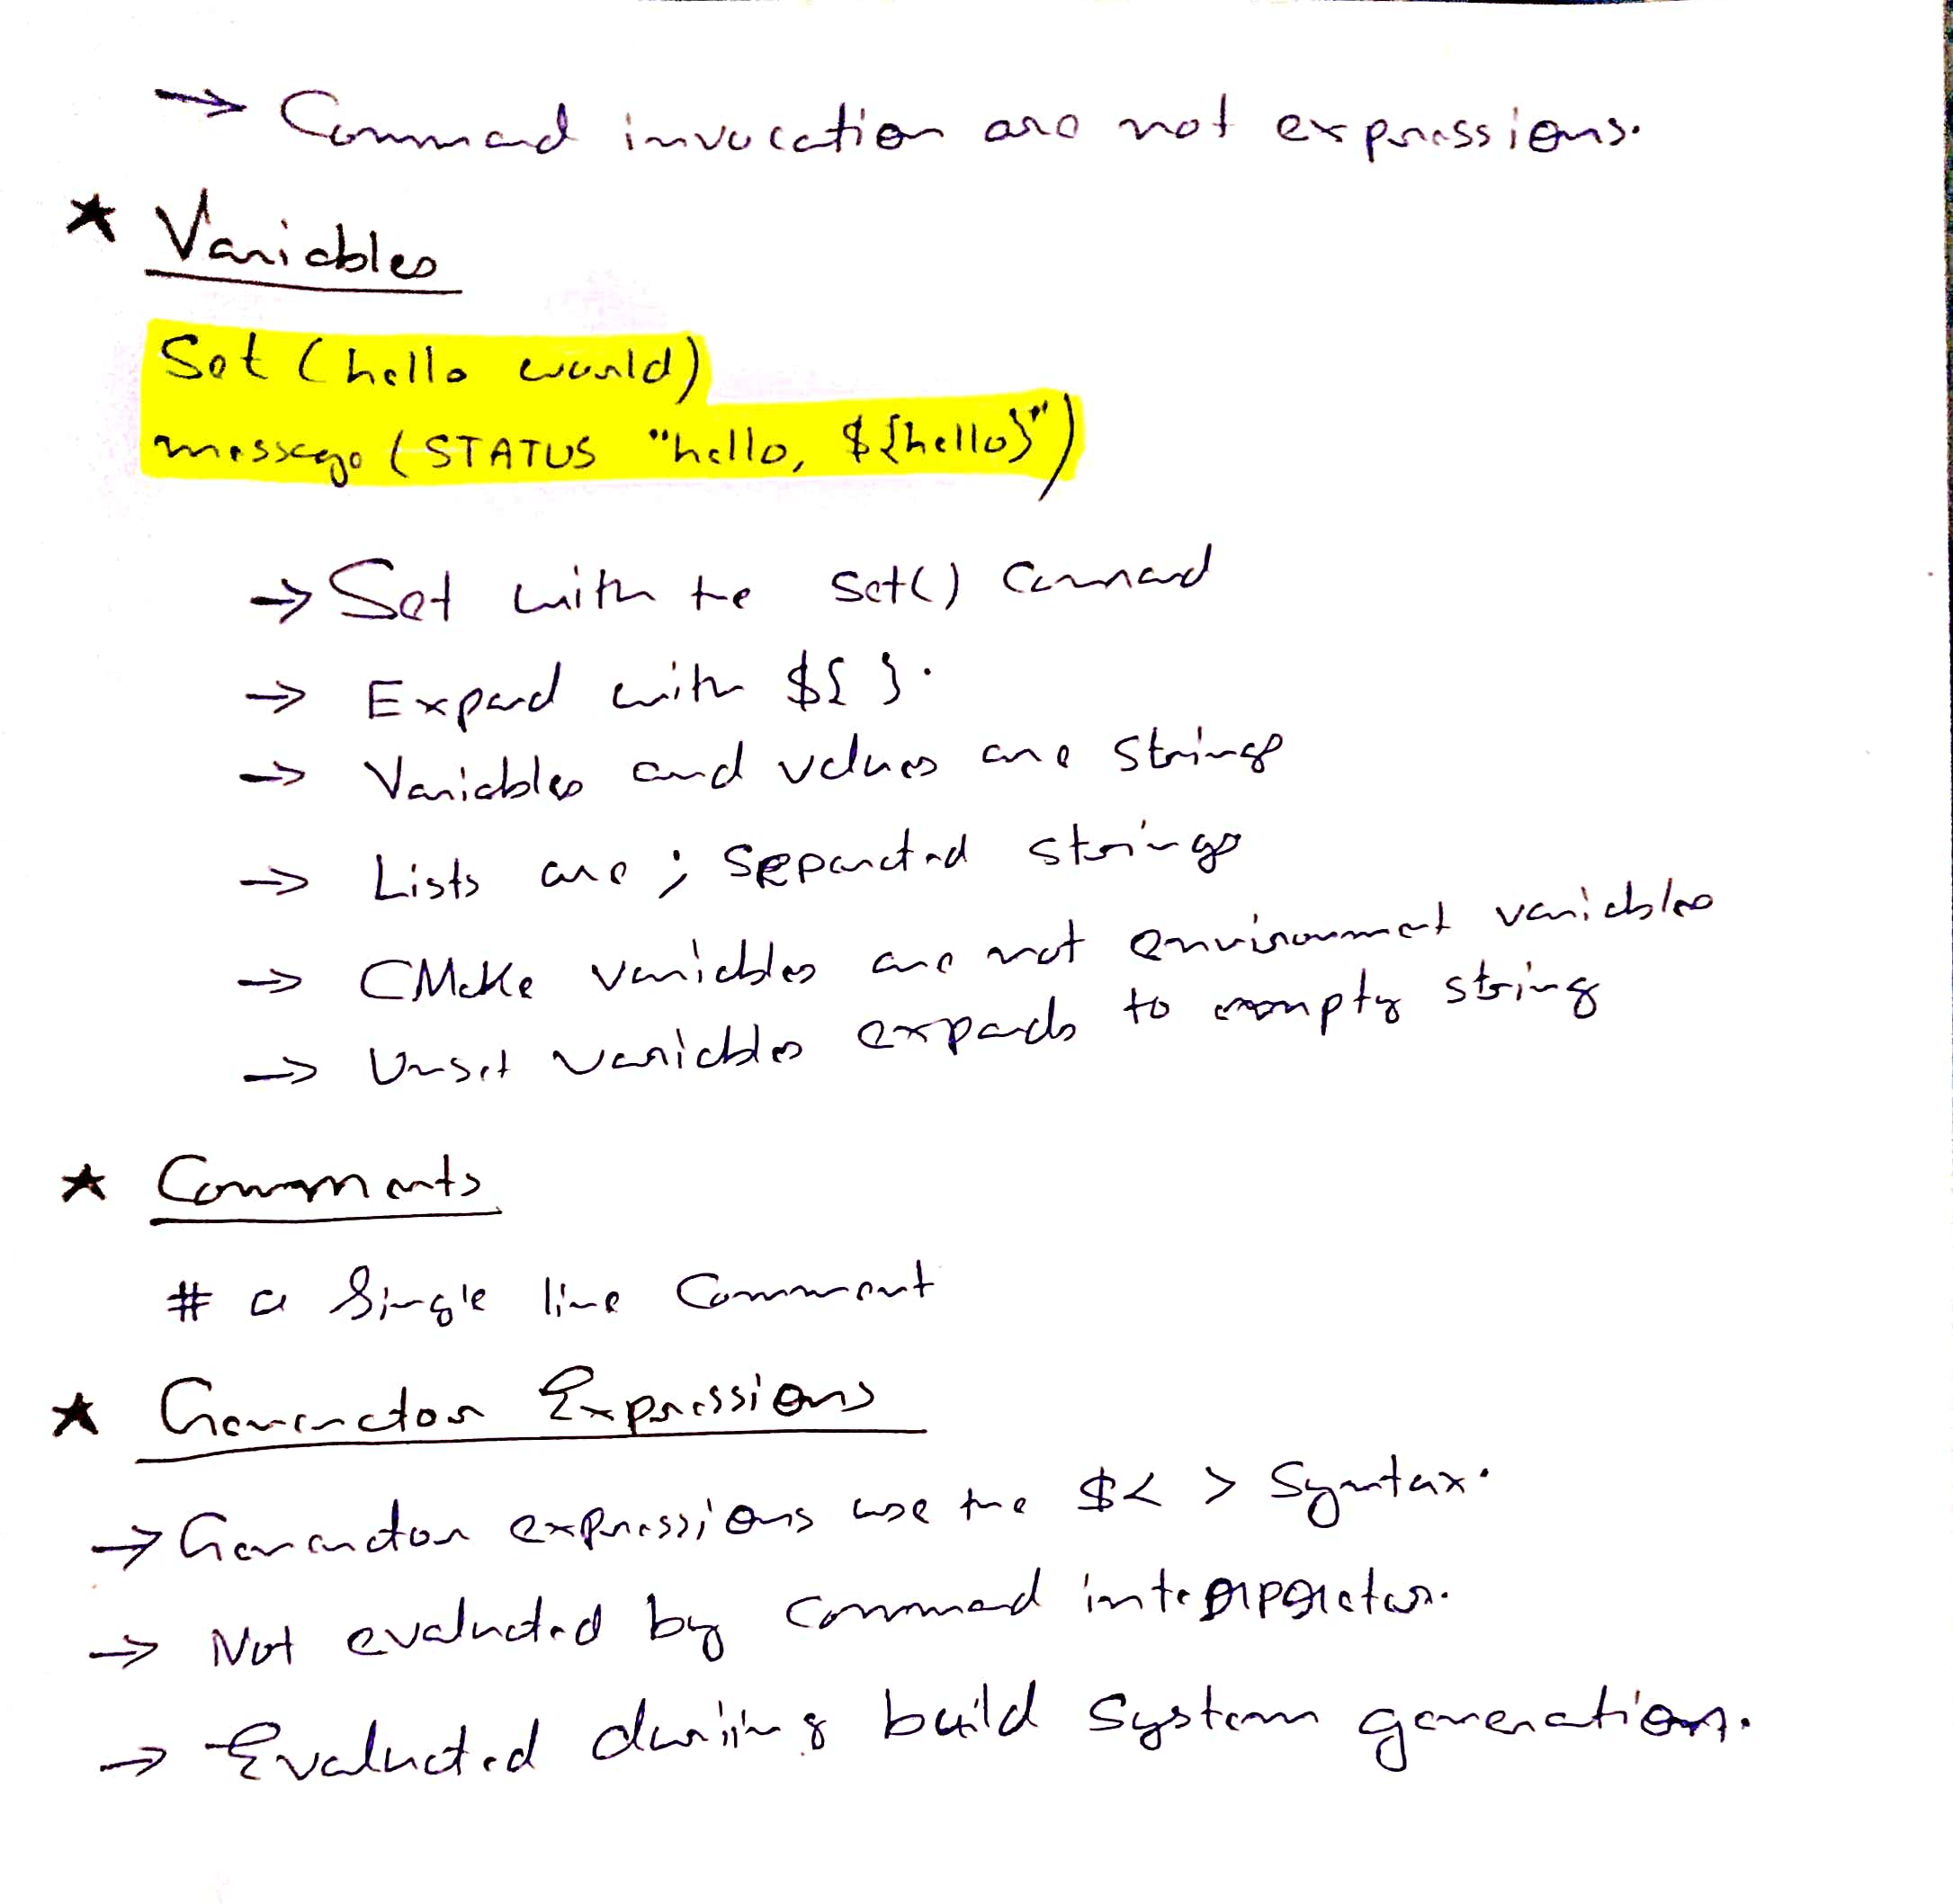 → Command invocation are not expressions.
★ Variables
Set (hello world)
message (STATUS "hello, ${hello}")
→ Set with the set() command
→ Expand with ${ }.
→ Variables and values are strings
→ Lists are ; separated strings
→ CMake variables are not environment variables
→ Unset variables expands to empty string
★ Comments
# a single line comment
★ Generator Expressions
→ Generator expressions use the $< > syntax.
→ Not evaluated by command interpreter.
→ Evaluated during build system generation.